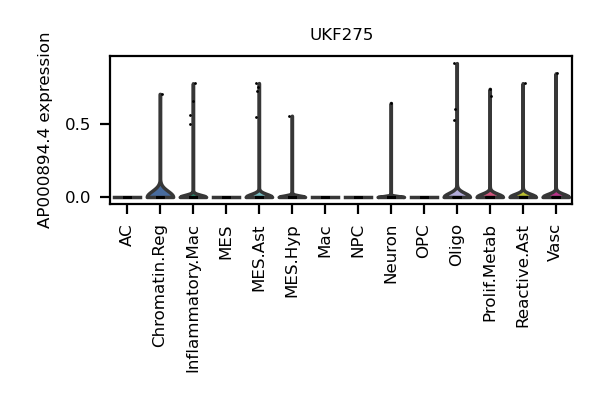 UKF275
AP000894.4 expression
0.5
0.0
AC
Chromatin.Reg
Inflammatory.Mac
MES
MES.Ast
MES.Hyp
Mac
NPC
Neuron
OPC
Oligo
Prolif.Metab
Reactive.Ast
Vasc